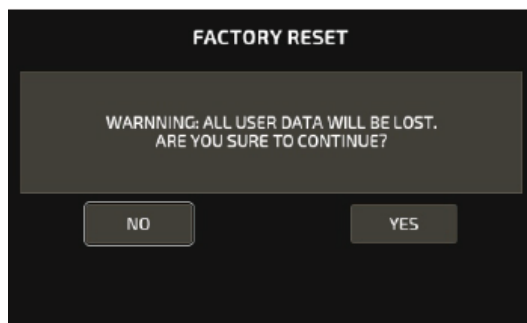 FACTORY RESET
WARNNING: ALL USER DATA WILL BE LOST.
ARE YOU SURE TO CONTINUE?
NO
YES